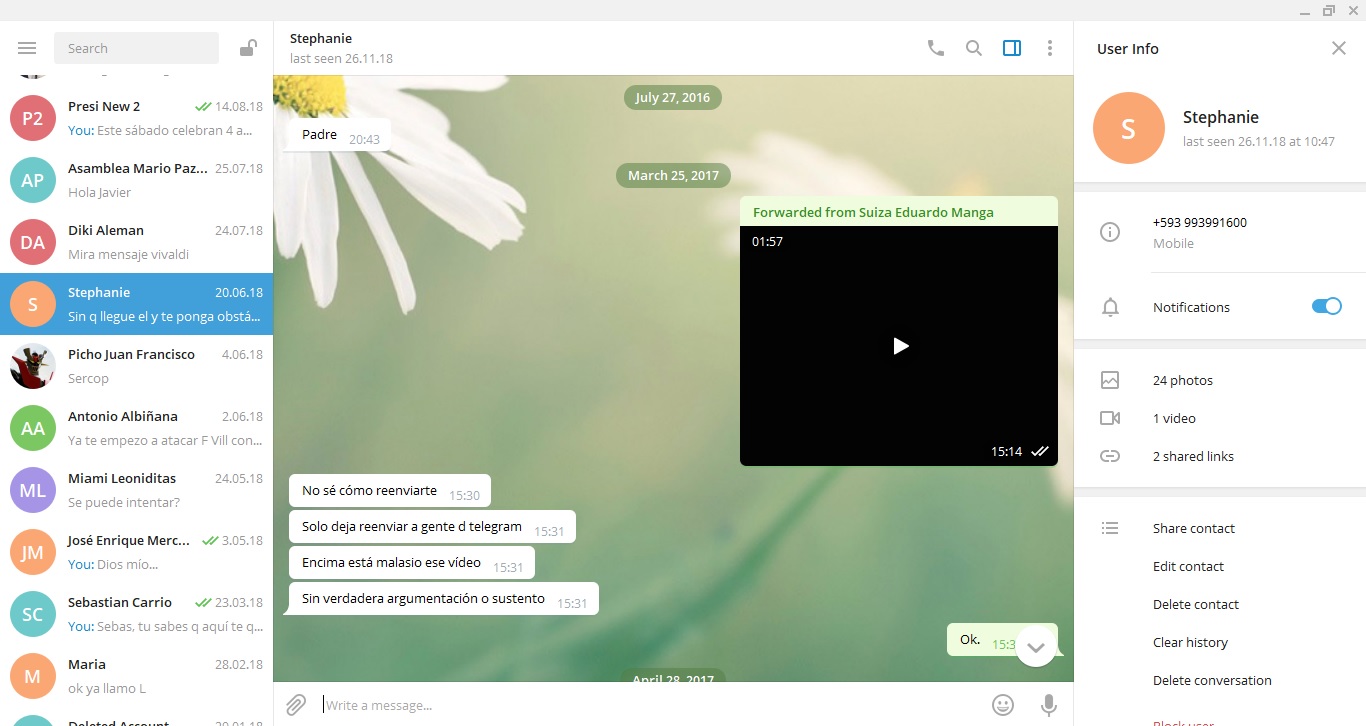 Search
P2
Presi New 2
14.08.18
You: Este sábado celebran 4 a...
AP
Asamblea Mario Paz...
25.07.18
Hola Javier
DA
Diki Aleman
24.07.18
Mira mensaje vivaldi
S
Stephanie
20.06.18
Sin q llegue el y te ponga obstá...
Picho Juan Francisco
4.06.18
Sercop
AA
Antonio Albiñana
2.06.18
Ya te empezo a atacar F Vill con...
ML
Miami Leoniditas
24.05.18
Se puede intentar?
JM
José Enrique Merc...
3.05.18
You: Dios mío...
SC
Sebastian Carrio
23.03.18
You: Sebas, tu sabes q aquí te q...
M
Maria
28.02.18
ok ya llamo L
Deleted Account
Stephanie
last seen 26.11.18
July 27, 2016
Padre 20:43
March 25, 2017
Forwarded from Suiza Eduardo Manga
01:57
15:14
No sé cómo reenviarte 15:30
Solo deja reenviar a gente d telegram 15:31
Encima está malasio ese vídeo 15:31
Sin verdadera argumentación o sustento 15:31
Ok. 15:3
April 28, 2017
Write a message...
User Info
S
Stephanie
last seen 26.11.18 at 10:47
+593 993991600
Mobile
Notifications
24 photos
1 video
2 shared links
Share contact
Edit contact
Delete contact
Clear history
Delete conversation
Block user